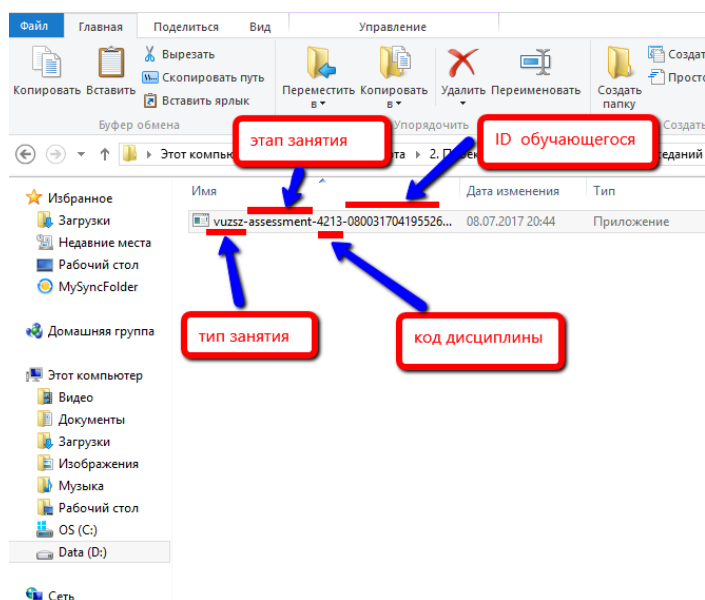 Файл Главная Поделиться Вид Управление
Копировать Вставить
Вырезать
Скопировать путь
Вставить ярлык
Переместить в
Копировать в
Удалить
Переименовать
Создать папку
Создат
Прост
Буфер обмена
Упорядочить
Создать
этап занятия
ID обучающегося
Этот компью
2. П
седаний
Имя Дата изменения Тип
vuzsz-assessment-4213-080031704195526... 08.07.2017 20:44 Приложение
тип занятия
код дисциплины
Избранное
Загрузки
Недавние места
Рабочий стол
MySyncFolder
Домашняя группа
Этот компьютер
Видео
Документы
Загрузки
Изображения
Музыка
Рабочий стол
OS (C:)
Data (D:)
Сеть